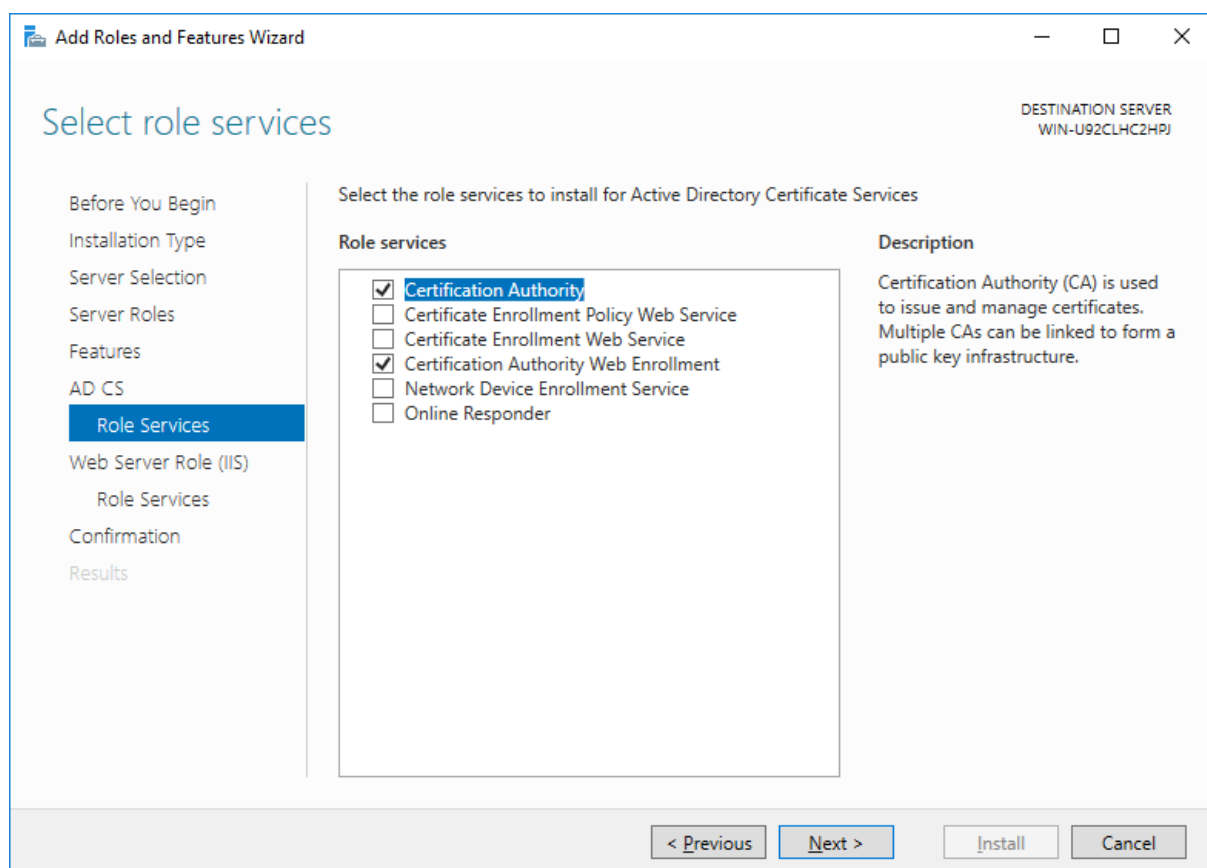 Add Roles and Features Wizard
Select role services
DESTINATION SERVER
WIN-U92CLHC2HPJ
Before You Begin
Installation Type
Server Selection
Server Roles
Features
AD CS
Role Services
Web Server Role (IIS)
Role Services
Confirmation
Results
Select the role services to install for Active Directory Certificate Services
Role services
Certification Authority
Certificate Enrollment Policy Web Service
Certificate Enrollment Web Service
Certification Authority Web Enrollment
Network Device Enrollment Service
Online Responder
Description
Certification Authority (CA) is used
to issue and manage certificates.
Multiple CAs can be linked to form a
public key infrastructure.
< Previous
Next >
Install
Cancel